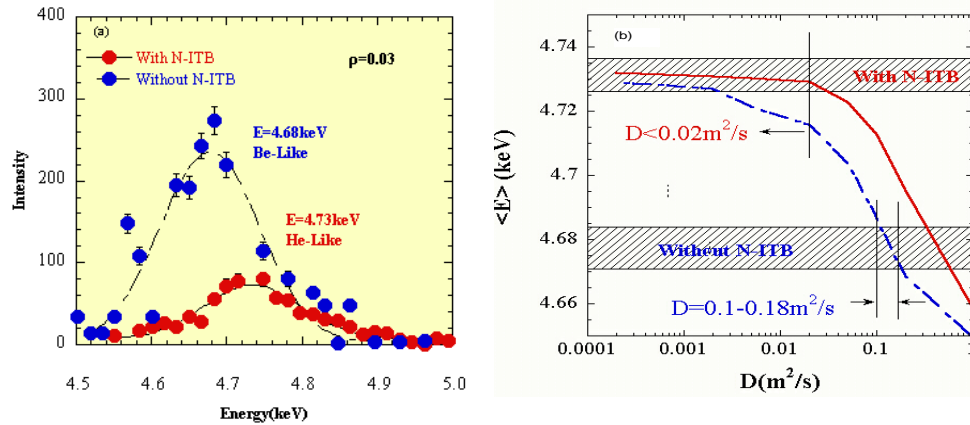 (a)
With N-ITB
Without N-ITB
ρ=0.03
E=4.68keV
Be-Like
E=4.73keV
He-Like
400
300
200
100
0
Intensity
4.5 4.6 4.7 4.8 4.9 5.0
Energy(keV)
(b)
With N-ITB
D<0.02m²/s
...
Without N-ITB
D=0.1-0.18m²/s
4.74
4.72
4.7
4.68
4.66
<E> (keV)
0.0001 0.001 0.01 0.1 1
D(m²/s)